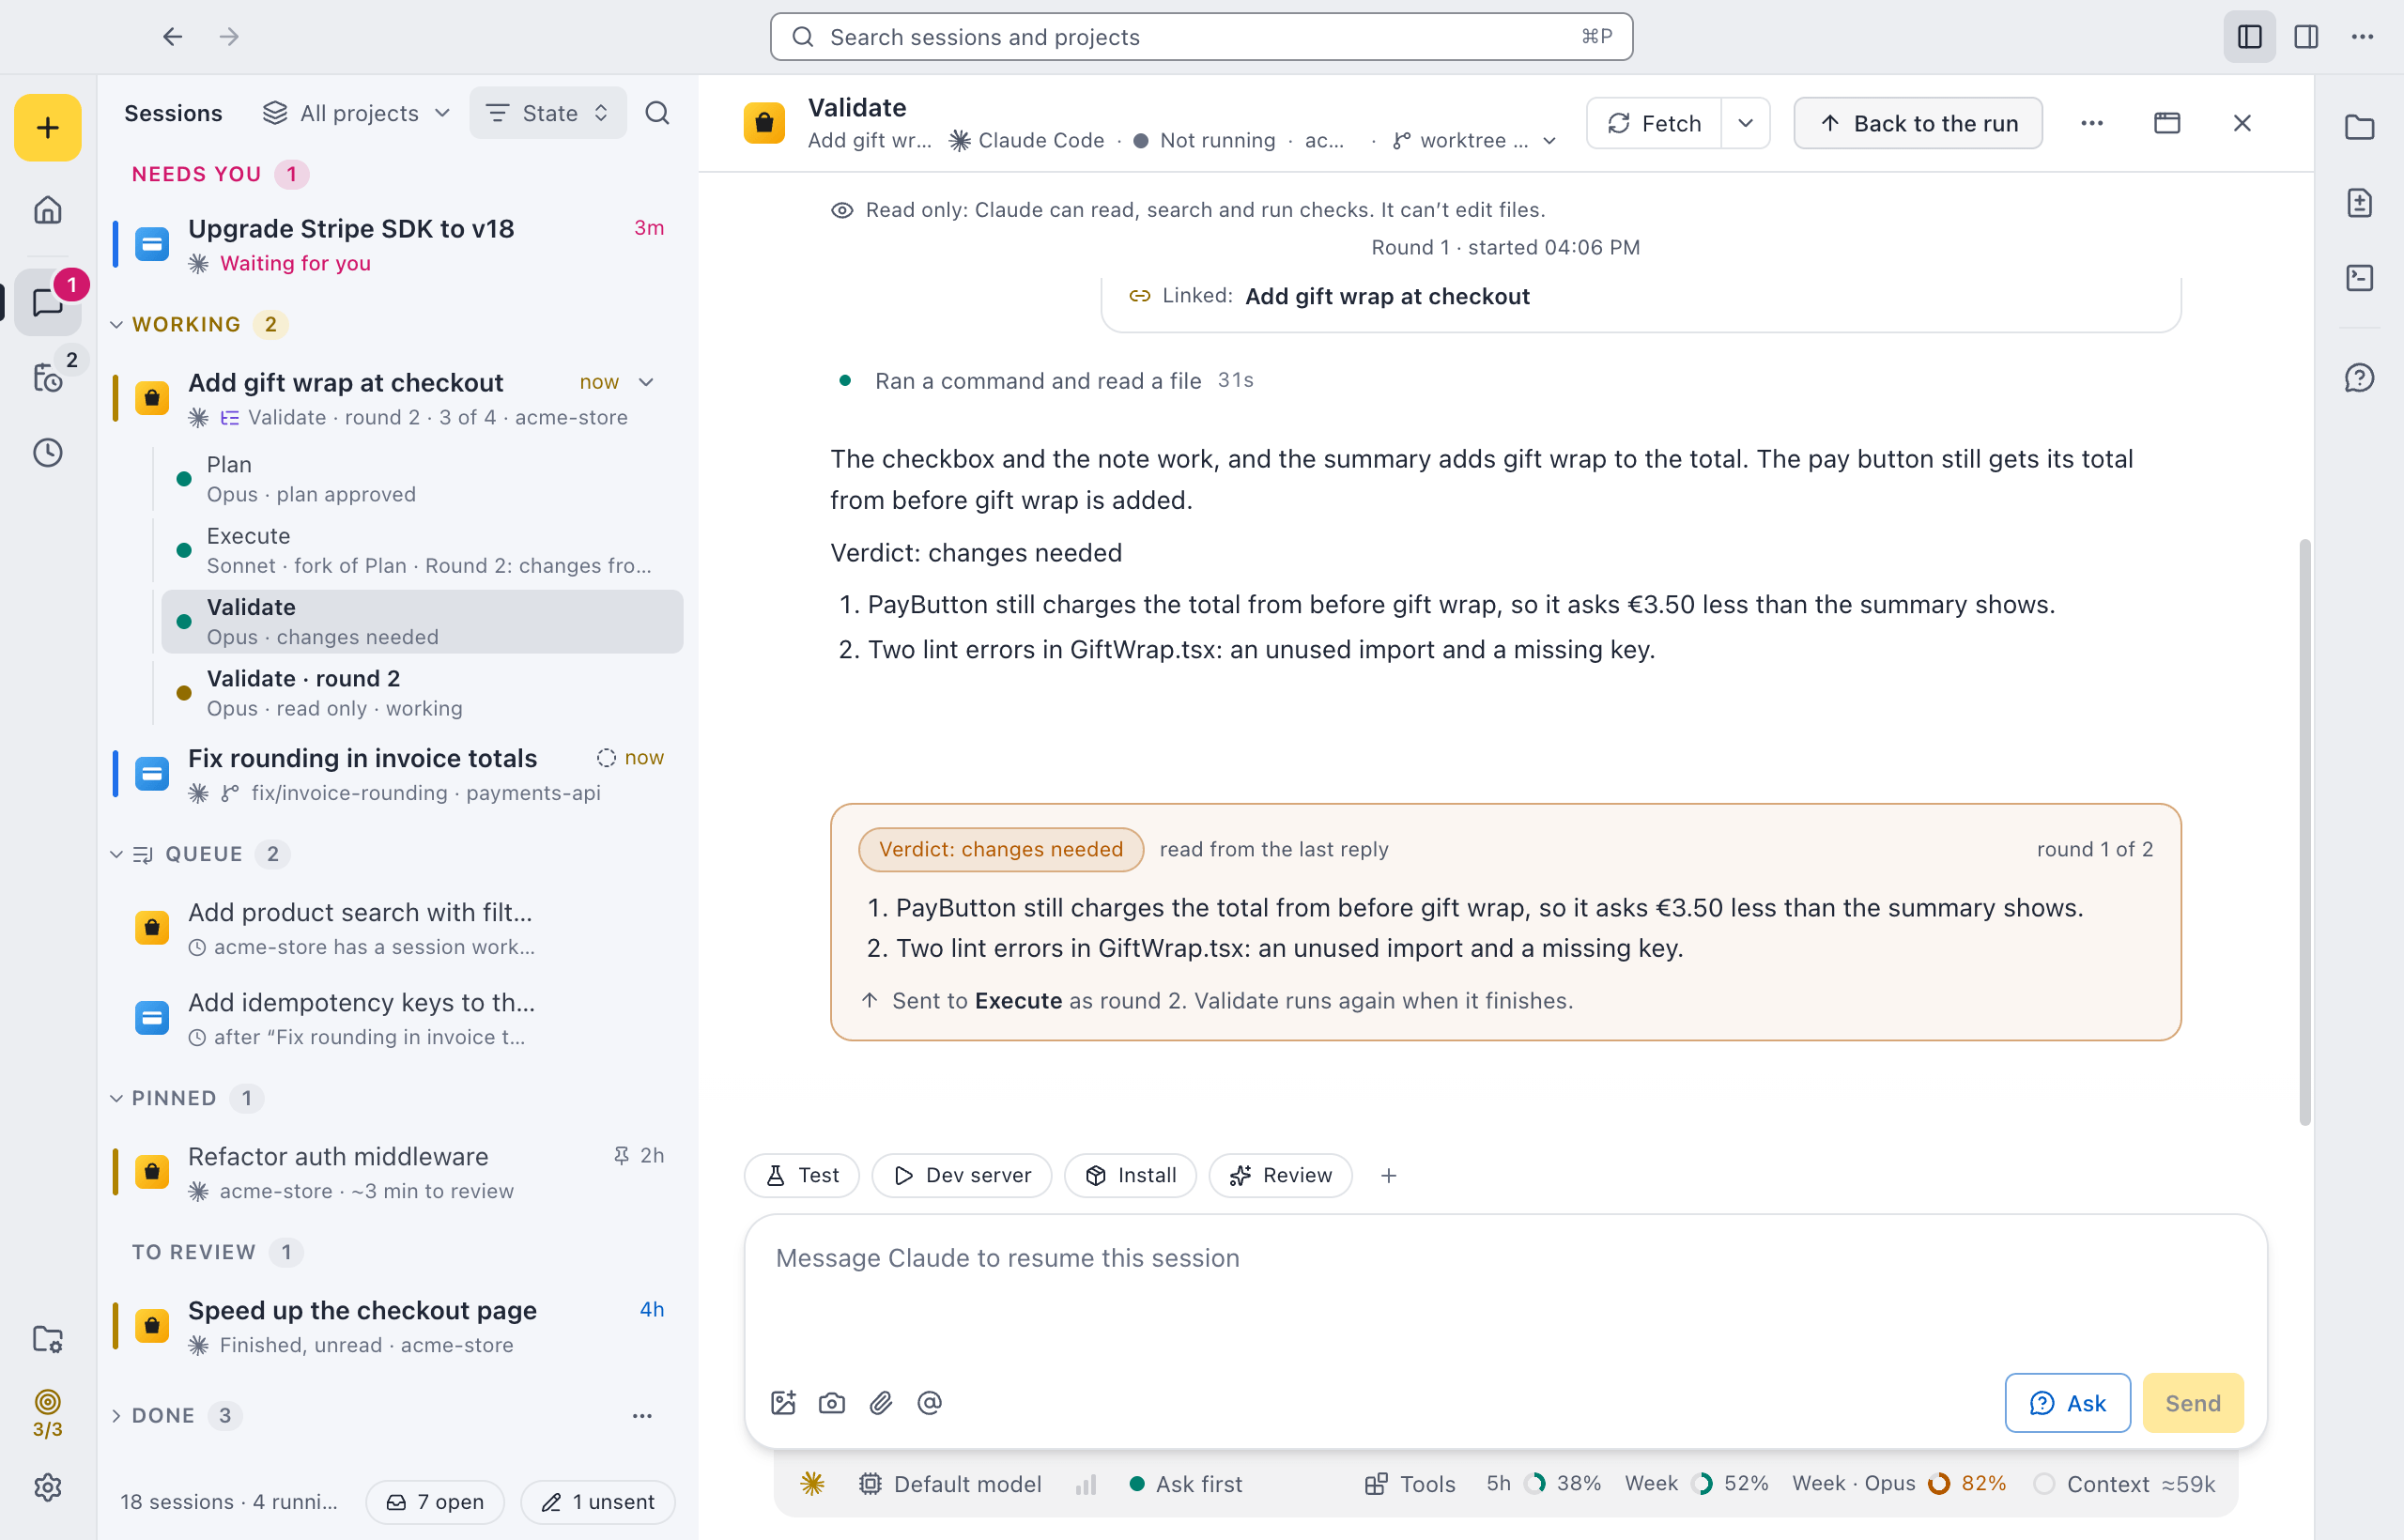 Search sessions and projects
⌘P
Sessions
All projects
State
NEEDS YOU 1
Upgrade Stripe SDK to v18
3m
Waiting for you
1
WORKING 2
2
Add gift wrap at checkout
now
Validate · round 2 · 3 of 4 · acme-store
Plan
Opus · plan approved
Execute
Sonnet · fork of Plan · Round 2: changes fro...
Validate
Opus · changes needed
Validate · round 2
Opus · read only · working
Fix rounding in invoice totals
now
fix/invoice-rounding · payments-api
QUEUE 2
Add product search with filt...
acme-store has a session work...
Add idempotency keys to th...
after “Fix rounding in invoice t...
PINNED 1
Refactor auth middleware
2h
acme-store · ~3 min to review
TO REVIEW 1
Speed up the checkout page
4h
Finished, unread · acme-store
DONE 3
3/3
18 sessions · 4 runni...
7 open
1 unsent
Validate
Add gift wr...
Claude Code · Not running · ac... · worktree ...
Fetch
Back to the run
Read only: Claude can read, search and run checks. It can’t edit files.
Round 1 · started 04:06 PM
Linked: Add gift wrap at checkout
Ran a command and read a file 31s
The checkbox and the note work, and the summary adds gift wrap to the total. The pay button still gets its total
from before gift wrap is added.
Verdict: changes needed
1. PayButton still charges the total from before gift wrap, so it asks €3.50 less than the summary shows.
2. Two lint errors in GiftWrap.tsx: an unused import and a missing key.
Verdict: changes needed
read from the last reply
round 1 of 2
1. PayButton still charges the total from before gift wrap, so it asks €3.50 less than the summary shows.
2. Two lint errors in GiftWrap.tsx: an unused import and a missing key.
Sent to Execute as round 2. Validate runs again when it finishes.
Test
Dev server
Install
Review
Message Claude to resume this session
Ask
Send
Default model
Ask first
Tools
5h 38%
Week 52%
Week · Opus 82%
Context ≈59k